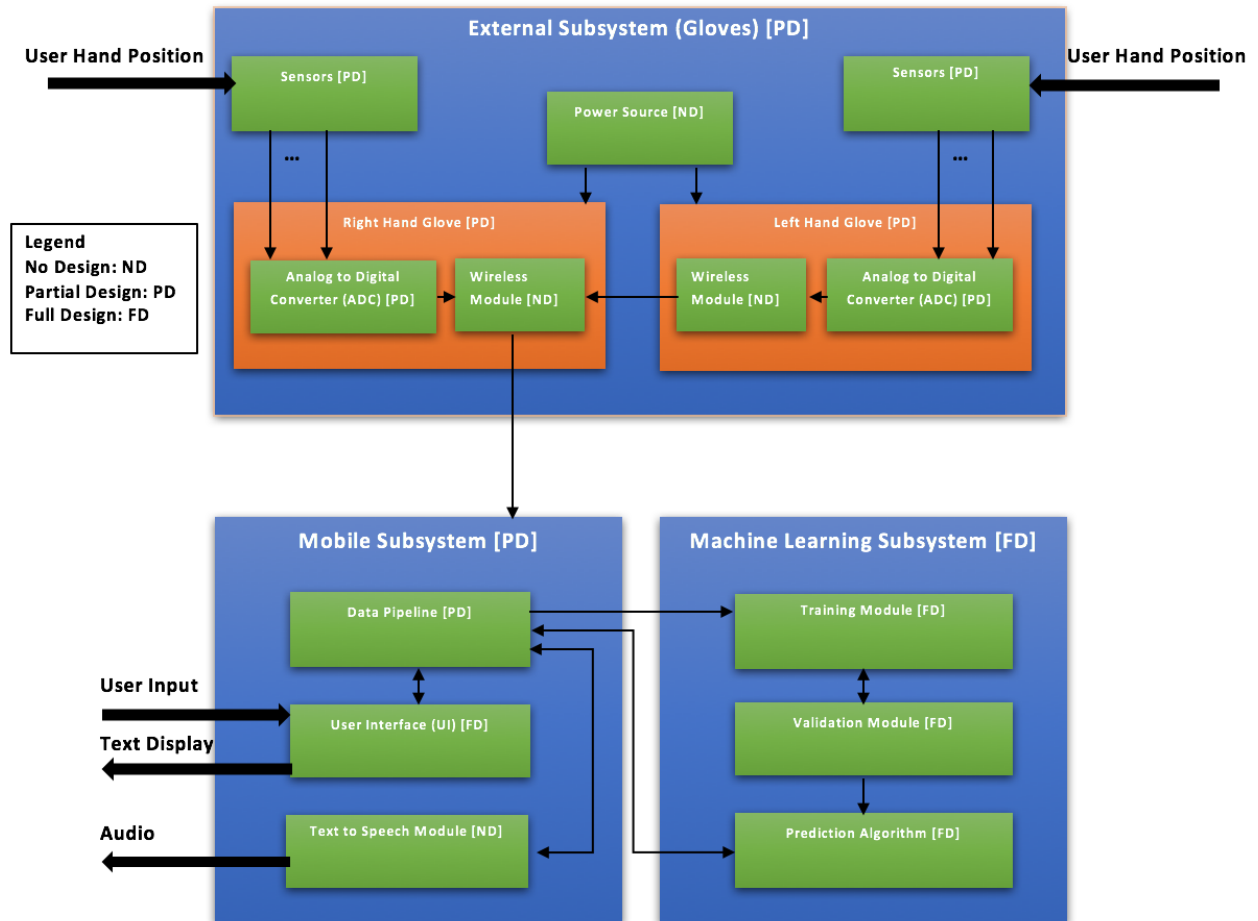 External Subsystem (Gloves) [PD]
User Hand Position
User Hand Position
Sensors [PD]
Sensors [PD]
Power Source [ND]
...
...
Right Hand Glove [PD]
Left Hand Glove [PD]
Legend
No Design: ND
Partial Design: PD
Full Design: FD
Analog to Digital
Converter (ADC) [PD]
Wireless
Module [ND]
Wireless
Module [ND]
Analog to Digital
Converter (ADC) [PD]
Mobile Subsystem [PD]
Machine Learning Subsystem [FD]
Data Pipeline [PD]
Training Module [FD]
User Input
User Interface (UI) [FD]
Validation Module [FD]
Text Display
Audio
Text to Speech Module [ND]
Prediction Algorithm [FD]